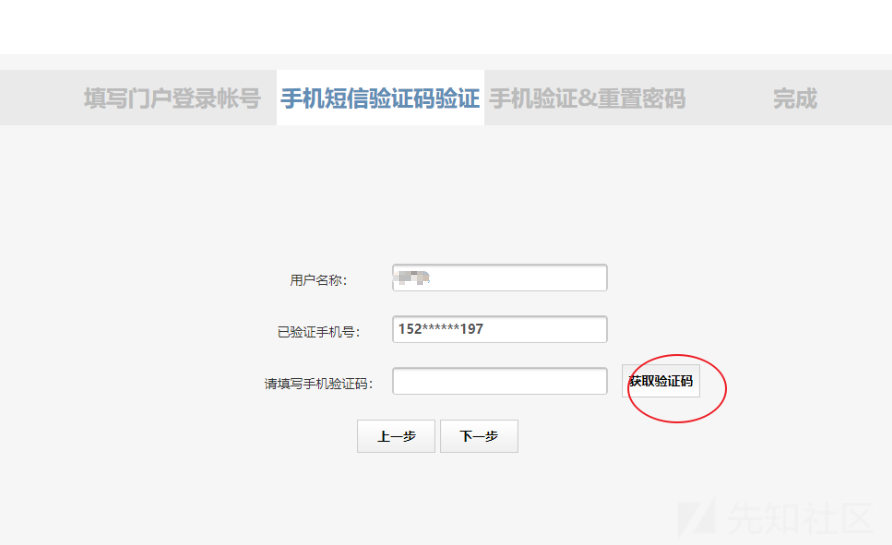 填写门户登录帐号 手机短信验证码验证 手机验证&重置密码 完成
用户名称:
已验证手机号: 152******197
请填写手机验证码: 获取验证码
上一步 下一步
先知社区